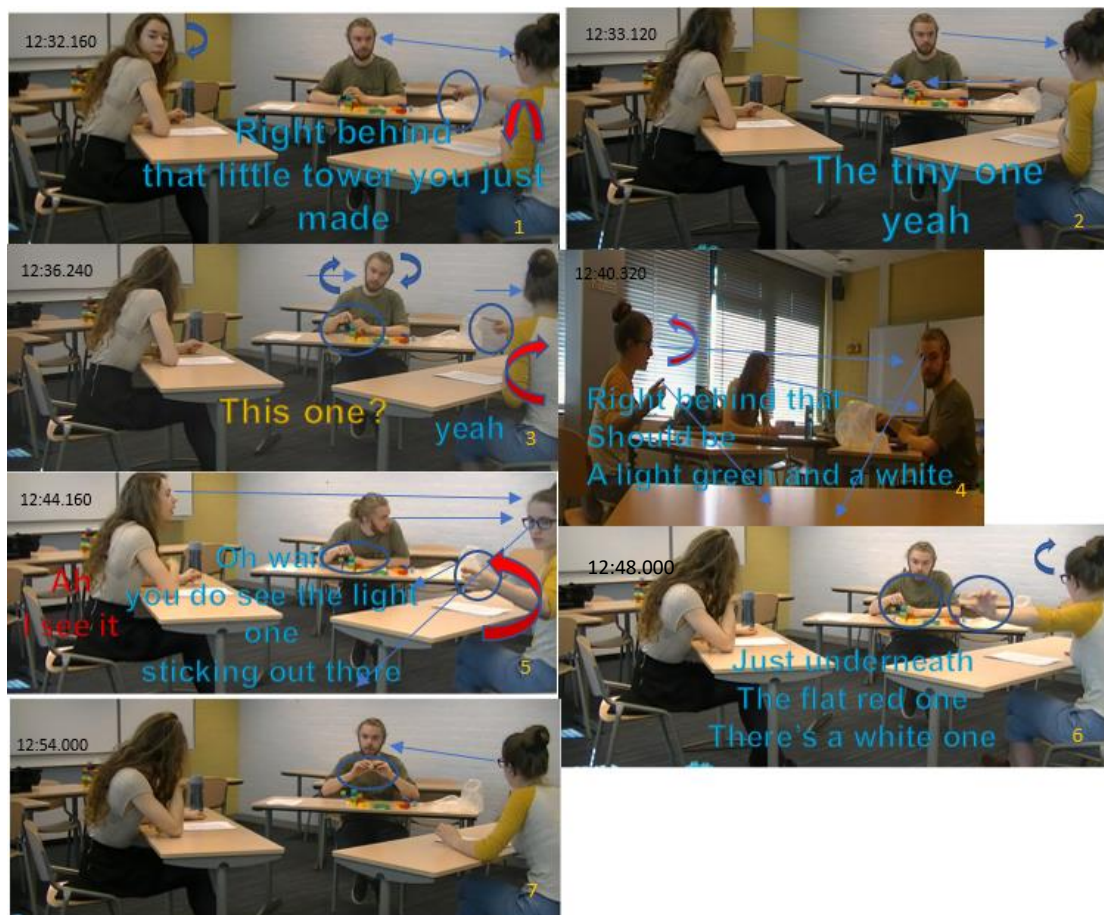 12:32.160
Right behind
that little tower you just
made
1
12:33.120
The tiny one
yeah
2
12:36.240
This one?
yeah
3
12:40.320
Right behind that
Should be
A light green and a white
4
12:44.160
Ah
I see it
Oh wait
you do see the light
one
sticking out there
5
12:48.000
Just underneath
The flat red one
There's a white one
6
12:54.000
7